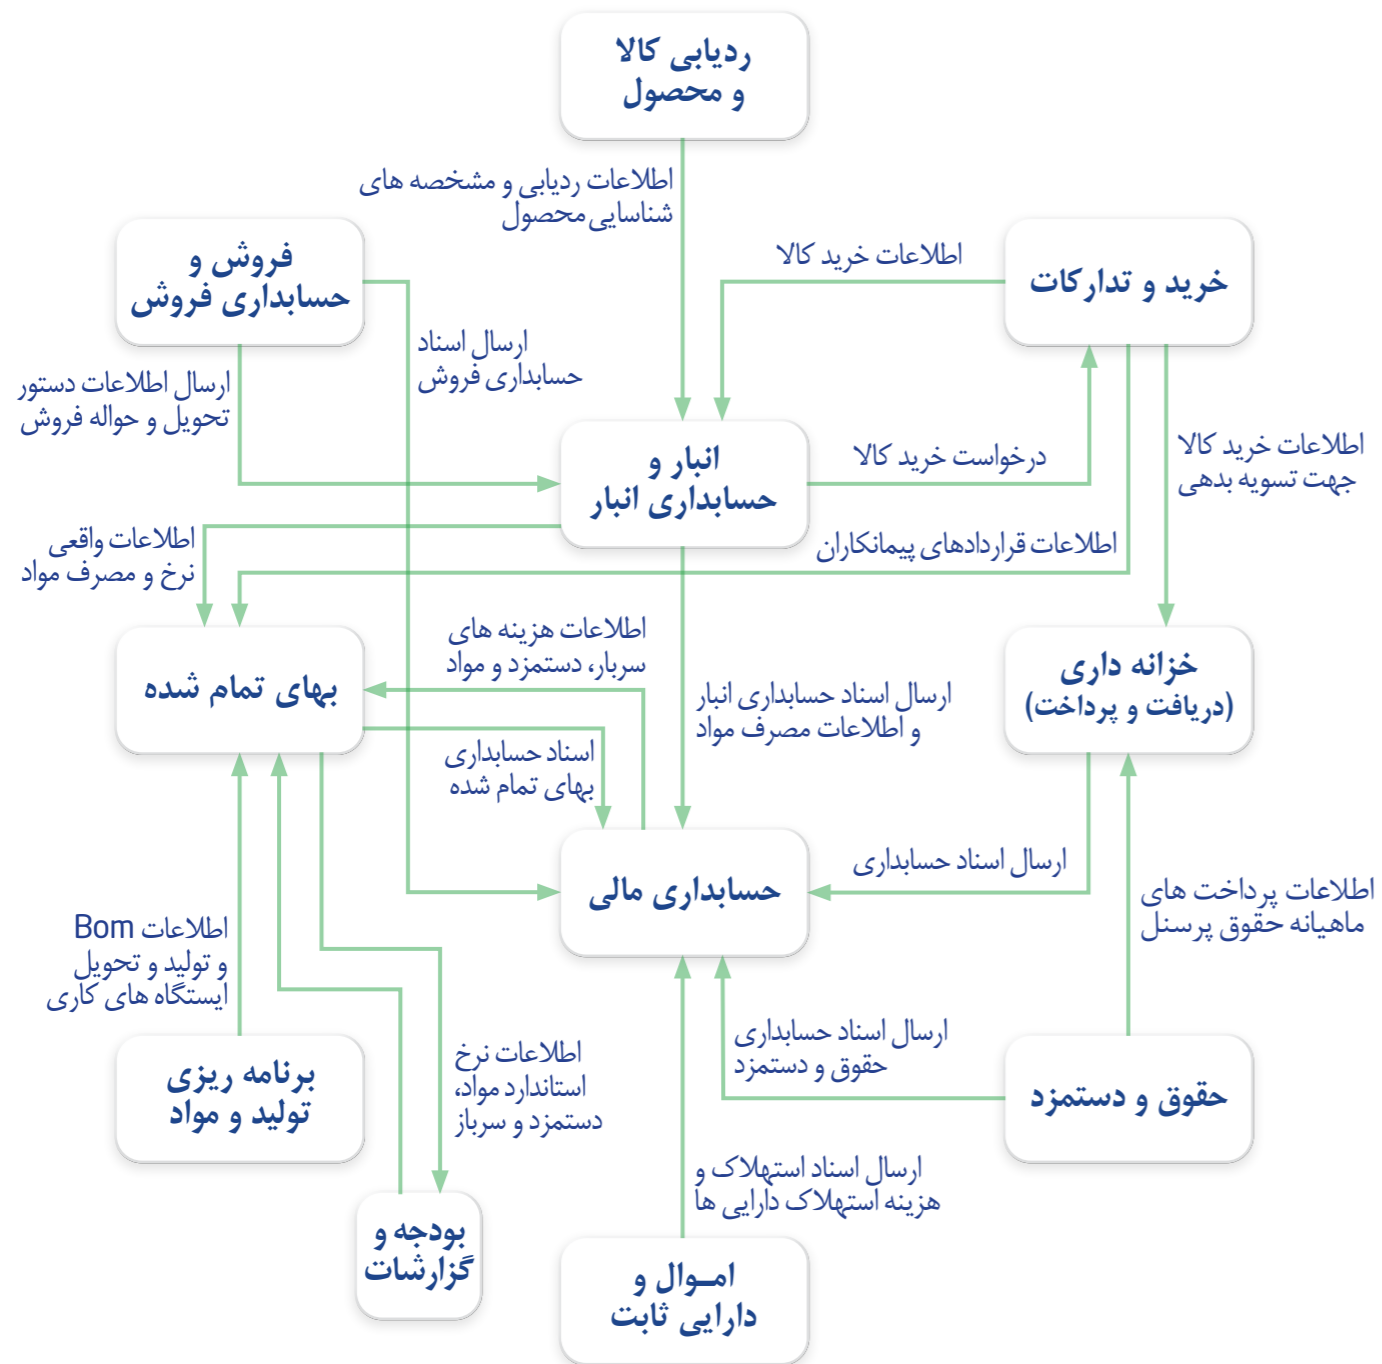 ردیابی کالا
و محصول
اطلاعات ردیابی و مشخصه های
شناسایی محصول
خرید و تدارکات
اطلاعات خرید کالا
فروش و
حسابداری فروش
ارسال اسناد
حسابداری فروش
ارسال اطلاعات دستور
تحویل و حواله فروش
انبار و
حسابداری انبار
درخواست خرید کالا
اطلاعات خرید کالا
جهت تسویه بدهی
اطلاعات قراردادهای پیمانکاران
اطلاعات واقعی
نرخ و مصرف مواد
خزانه داری
(دریافت و پرداخت)
ارسال اسناد حسابداری انبار
و اطلاعات مصرف مواد
اطلاعات هزینه های
سربار، دستمزد و مواد
بهای تمام شده
اسناد حسابداری
بهای تمام شده
ارسال اسناد حسابداری
حسابداری مالی
اطلاعات پرداخت های
ماهیانه حقوق پرسنل
اطلاعات Bom
و تولید و تحویل
ایستگاه های کاری
حقوق و دستمزد
ارسال اسناد حسابداری
حقوق و دستمزد
اطلاعات نرخ
استاندارد مواد،
دستمزد و سرباز
برنامه ریزی
تولید و مواد
ارسال اسناد استهلاک و
هزینه استهلاک دارایی ها
بودجه و
گزارشات
امـوال و
دارایی ثابت